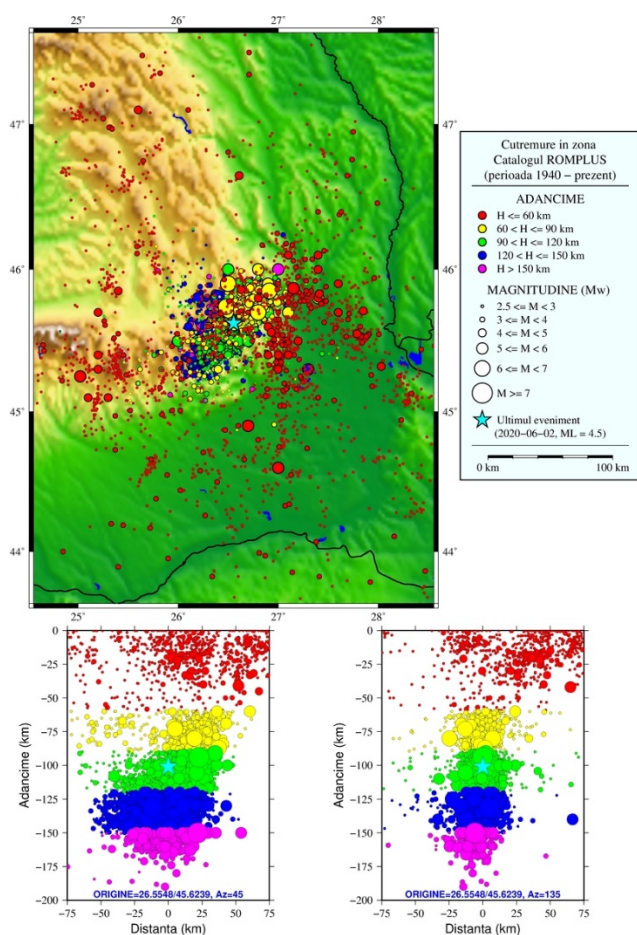 25° 26° 27° 28°
47° 47°
46° 46°
45° 45°
44° 44°
25° 26° 27° 28°
Cutremure in zona
Catalogul ROMPLUS
(perioada 1940 – prezent)
ADANCIME
H <= 60 km
60 < H <= 90 km
90 < H <= 120 km
120 < H <= 150 km
H > 150 km
MAGNITUDINE (Mw)
2.5 <= M < 3
3 <= M < 4
4 <= M < 5
5 <= M < 6
6 <= M < 7
M >= 7
Ultimul eveniment
(2020-06-02, ML = 4.5)
0 km 100 km
Adancime (km)
0
-25
-50
-75
-100
-125
-150
-175
-200
ORIGINE=26.5548/45.6239, Az=45
-75 -50 -25 0 25 50 75
Distanta (km)
Adancime (km)
0
-25
-50
-75
-100
-125
-150
-175
-200
ORIGINE=26.5548/45.6239, Az=135
-75 -50 -25 0 25 50 75
Distanta (km)